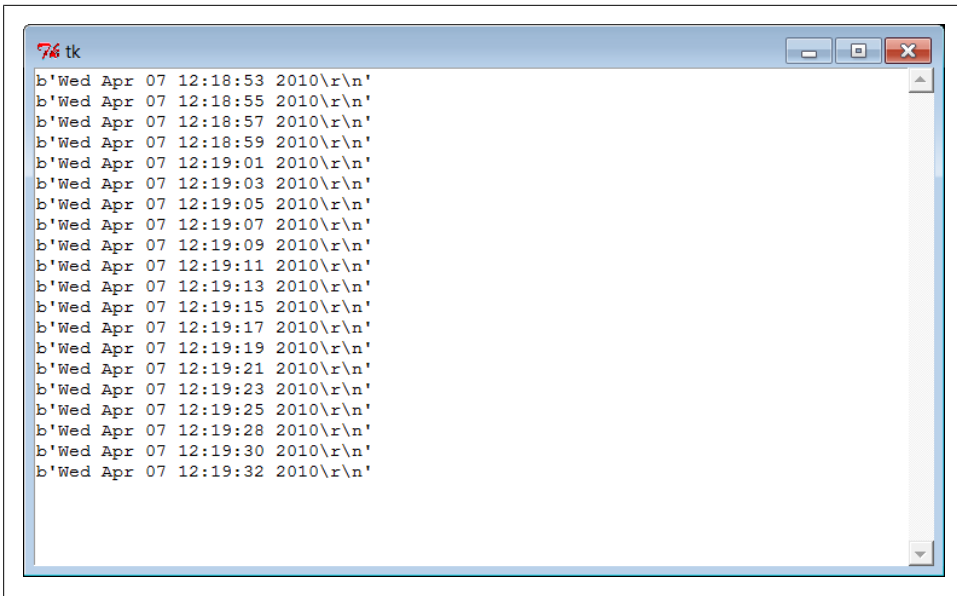 tk
b'Wed Apr 07 12:18:53 2010\r\n'
b'Wed Apr 07 12:18:55 2010\r\n'
b'Wed Apr 07 12:18:57 2010\r\n'
b'Wed Apr 07 12:18:59 2010\r\n'
b'Wed Apr 07 12:19:01 2010\r\n'
b'Wed Apr 07 12:19:03 2010\r\n'
b'Wed Apr 07 12:19:05 2010\r\n'
b'Wed Apr 07 12:19:07 2010\r\n'
b'Wed Apr 07 12:19:09 2010\r\n'
b'Wed Apr 07 12:19:11 2010\r\n'
b'Wed Apr 07 12:19:13 2010\r\n'
b'Wed Apr 07 12:19:15 2010\r\n'
b'Wed Apr 07 12:19:17 2010\r\n'
b'Wed Apr 07 12:19:19 2010\r\n'
b'Wed Apr 07 12:19:21 2010\r\n'
b'Wed Apr 07 12:19:23 2010\r\n'
b'Wed Apr 07 12:19:25 2010\r\n'
b'Wed Apr 07 12:19:28 2010\r\n'
b'Wed Apr 07 12:19:30 2010\r\n'
b'Wed Apr 07 12:19:32 2010\r\n'